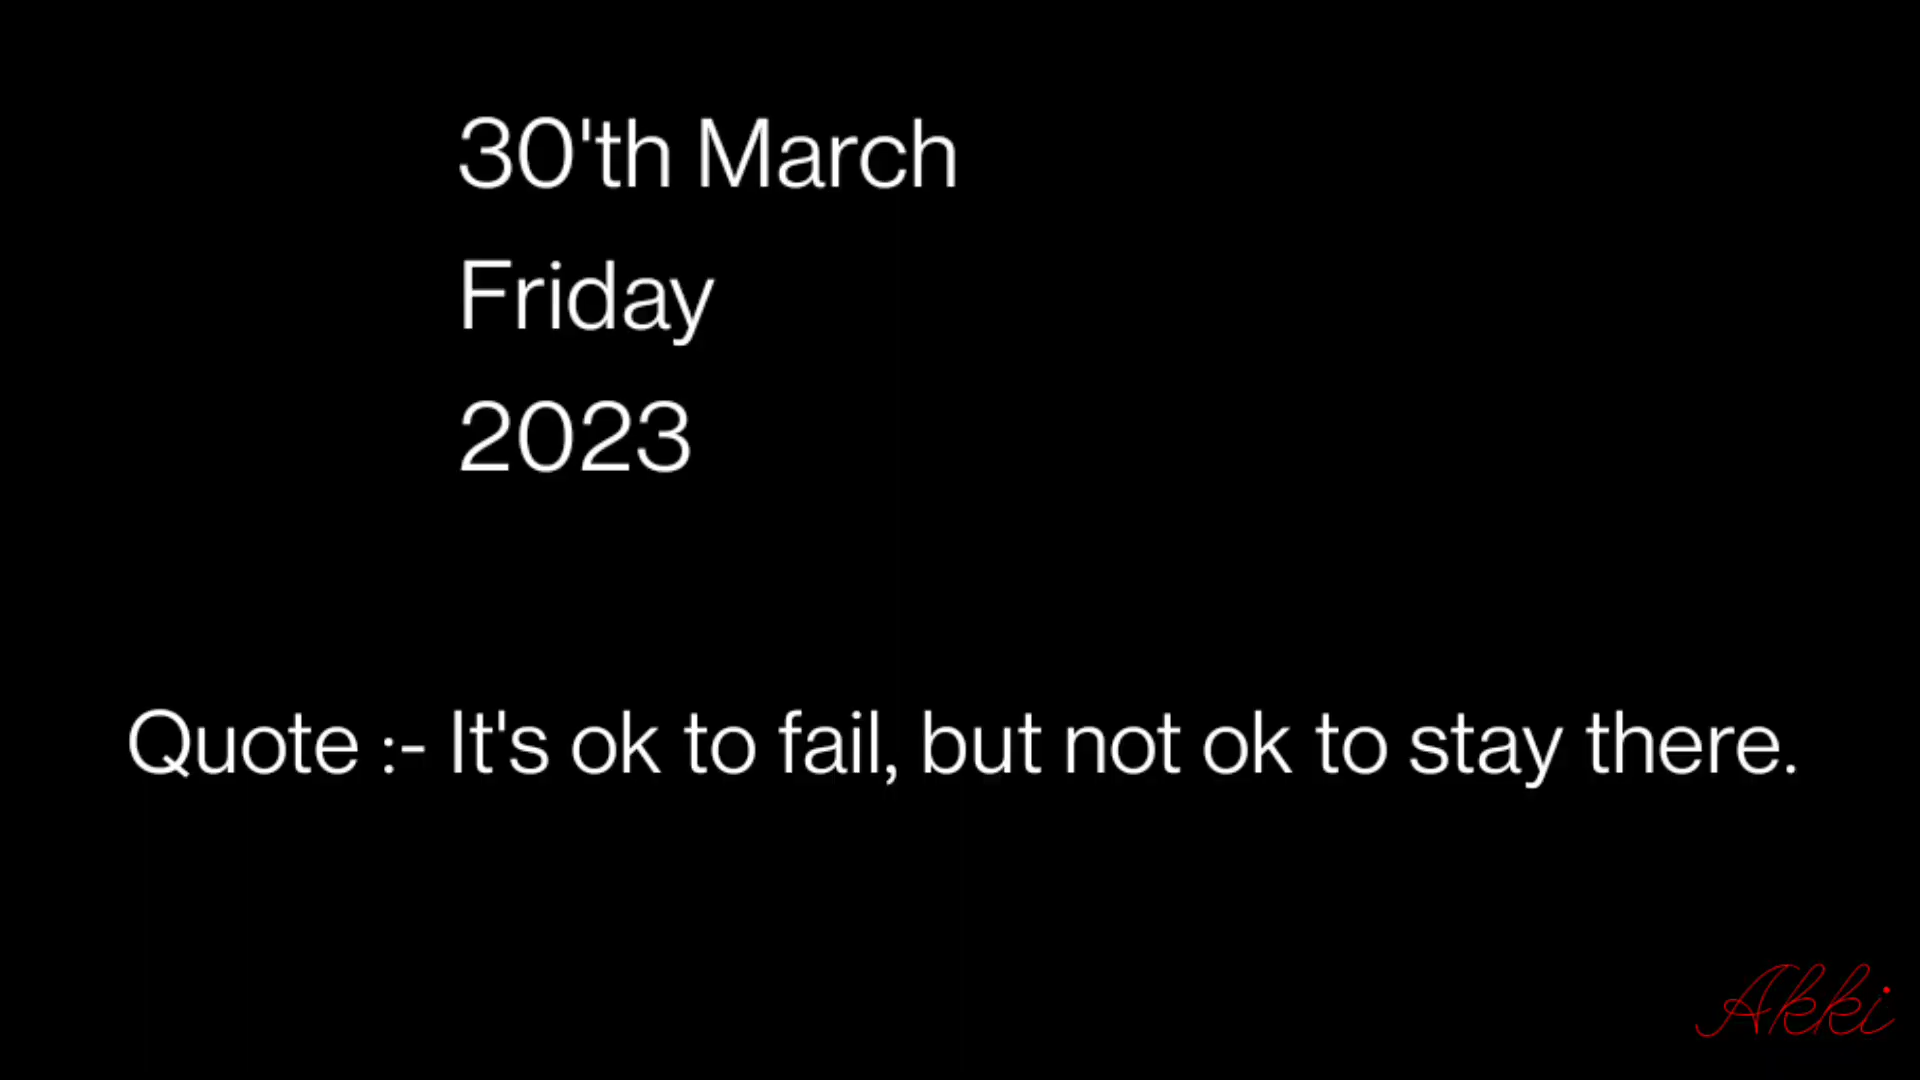 30'th March
Friday
2023
Quote :- It's ok to fail, but not ok to stay there.
Akki